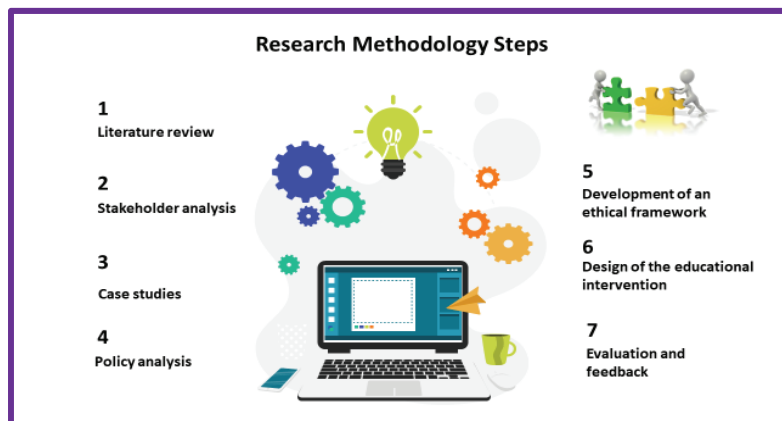 Research Methodology Steps
1
Literature review
2
Stakeholder analysis
3
Case studies
4
Policy analysis
5
Development of an
ethical framework
6
Design of the educational
intervention
7
Evaluation and
feedback